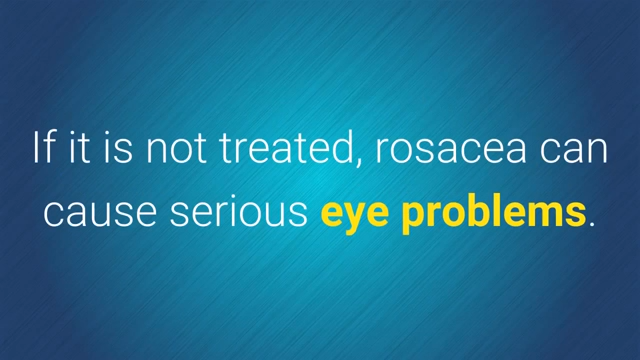 If it is not treated, rosacea can
cause serious eye problems.